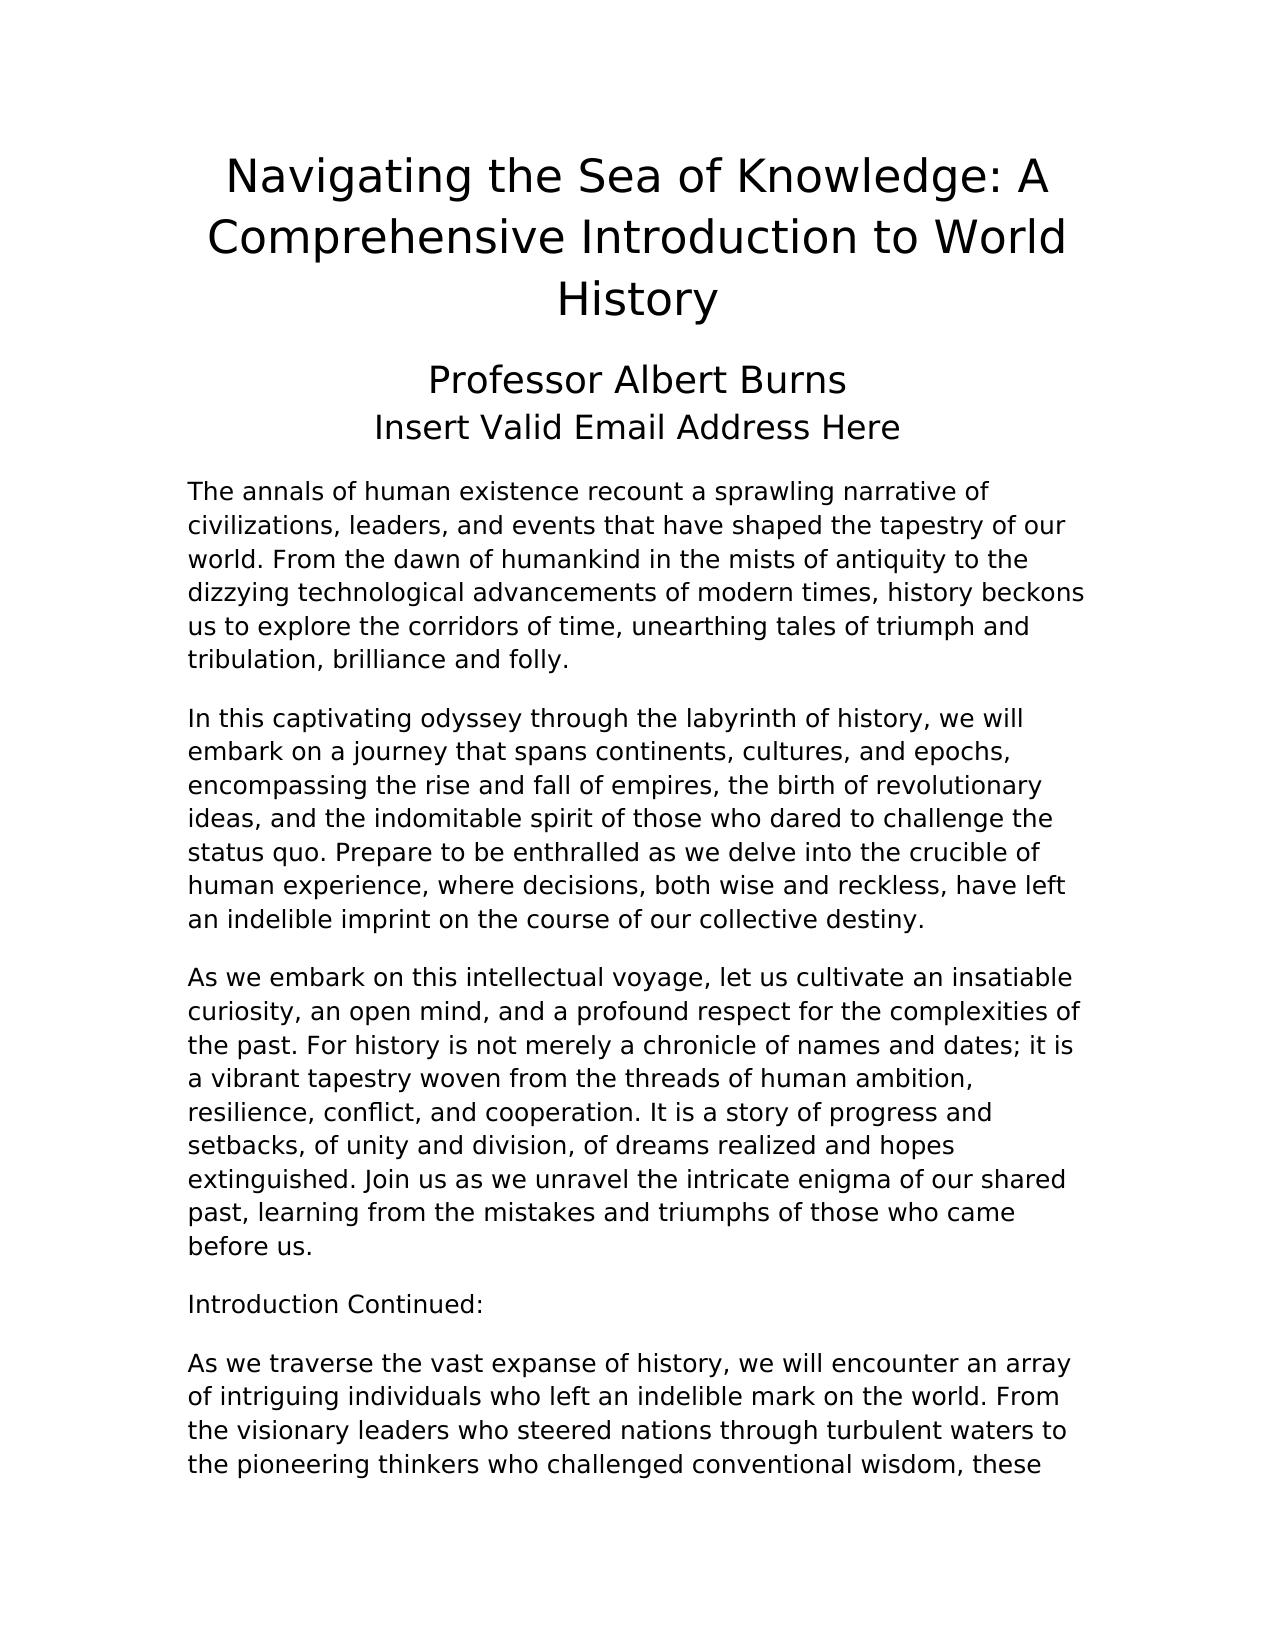 Navigating the Sea of Knowledge: A
Comprehensive Introduction to World
History
Professor Albert Burns
Insert Valid Email Address Here
The annals of human existence recount a sprawling narrative of
civilizations, leaders, and events that have shaped the tapestry of our
world. From the dawn of humankind in the mists of antiquity to the
dizzying technological advancements of modern times, history beckons
us to explore the corridors of time, unearthing tales of triumph and
tribulation, brilliance and folly.
In this captivating odyssey through the labyrinth of history, we will
embark on a journey that spans continents, cultures, and epochs,
encompassing the rise and fall of empires, the birth of revolutionary
ideas, and the indomitable spirit of those who dared to challenge the
status quo. Prepare to be enthralled as we delve into the crucible of
human experience, where decisions, both wise and reckless, have left
an indelible imprint on the course of our collective destiny.
As we embark on this intellectual voyage, let us cultivate an insatiable
curiosity, an open mind, and a profound respect for the complexities of
the past. For history is not merely a chronicle of names and dates; it is
a vibrant tapestry woven from the threads of human ambition,
resilience, conflict, and cooperation. It is a story of progress and
setbacks, of unity and division, of dreams realized and hopes
extinguished. Join us as we unravel the intricate enigma of our shared
past, learning from the mistakes and triumphs of those who came
before us.
Introduction Continued:
As we traverse the vast expanse of history, we will encounter an array
of intriguing individuals who left an indelible mark on the world. From
the visionary leaders who steered nations through turbulent waters to
the pioneering thinkers who challenged conventional wisdom, these